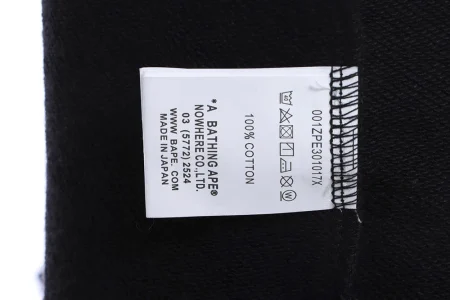 001ZPE301017X
100% COTTON
*A BATHING APE®
NOWHERE CO., LTD.
03 (5772) 2524
WWW. BAPE. COM
MADE IN JAPAN